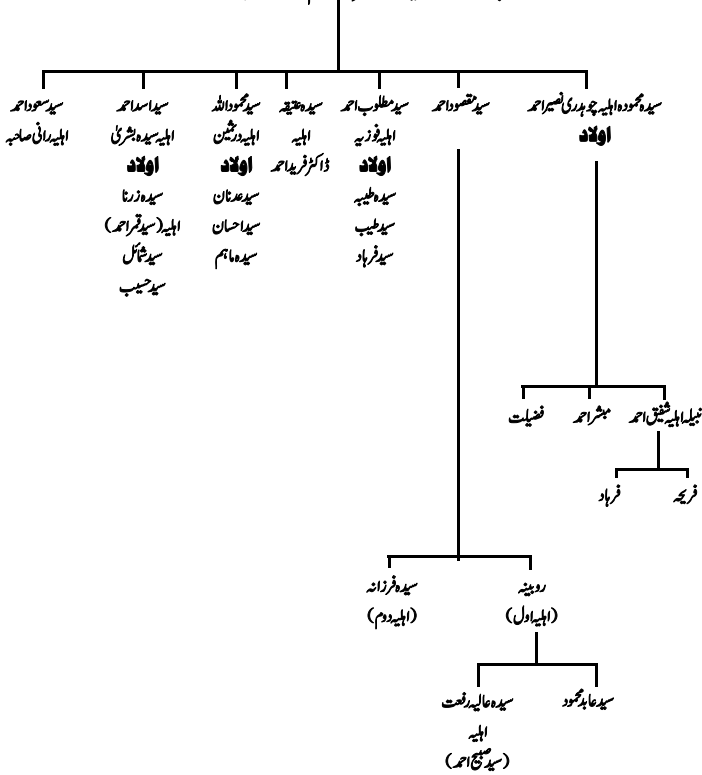 سیدہ محمودہ اہلیہ چوہدری نصیر احمد
اولاد
سید مقصود احمد
سید مطلوب احمد
اہلیہ فوزیہ
اولاد
سیدہ طیبہ
سید طیب
سید فرہاد
سیدہ عتیقہ
اہلیہ
ڈاکٹر فرید احمد
سید محمود اللہ
اہلیہ درثمین
اولاد
سید عدنان
سید احسان
سیدہ ماہم
سید اسد احمد
اہلیہ سیدہ بشریٰ
اولاد
سیدہ زرنا
اہلیہ (سید قمر احمد)
سید شمائل
سید حسیب
سید سعود احمد
اہلیہ رانی صاحبہ
نبیلہ اہلیہ شفیق احمد
مبشر احمد
فضیلت
فریحہ
فرہاد
روبینہ
(اہلیہ اول)
سیدہ فرزانہ
(اہلیہ دوم)
سید عابد محمود
سیدہ عالیہ رفعت
اہلیہ
(سید صبیح احمد)